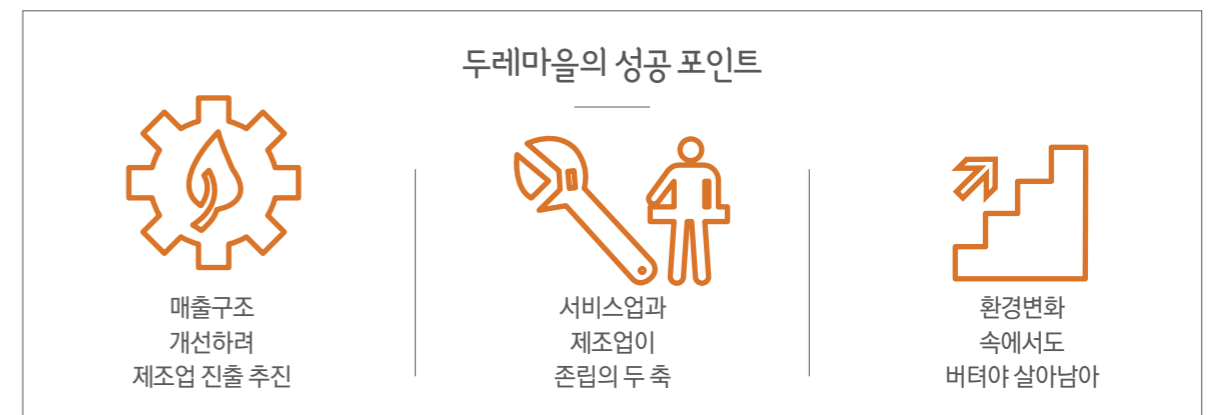 두레마을의 성공 포인트
매출구조
개선하려
제조업 진출 추진
서비스업과
제조업이
존립의 두 축
환경변화
속에서도
버텨야 살아남아